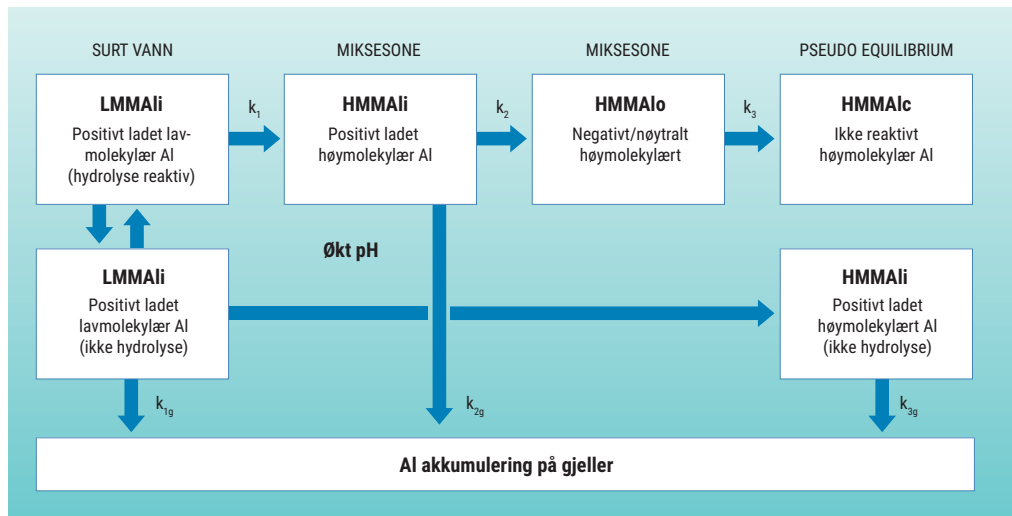 SURT VANN
MIKSESONE
MIKSESONE
PSEUDO EQUILIBRIUM
LMMAli
Positivt ladet lav-
molekylær Al
(hydrolyse reaktiv)
k1
HMMAli
Positivt ladet
høymolekylær Al
k2
HMMAlo
Negativt/nøytralt
høymolekylært
k3
HMMAlc
Ikke reaktivt
høymolekylær Al
Økt pH
LMMAli
Positivt ladet
lavmolekylær Al
(ikke hydrolyse)
HMMAli
Positivt ladet
høymolekylært Al
(ikke hydrolyse)
k1g
k2g
k3g
Al akkumulering på gjeller